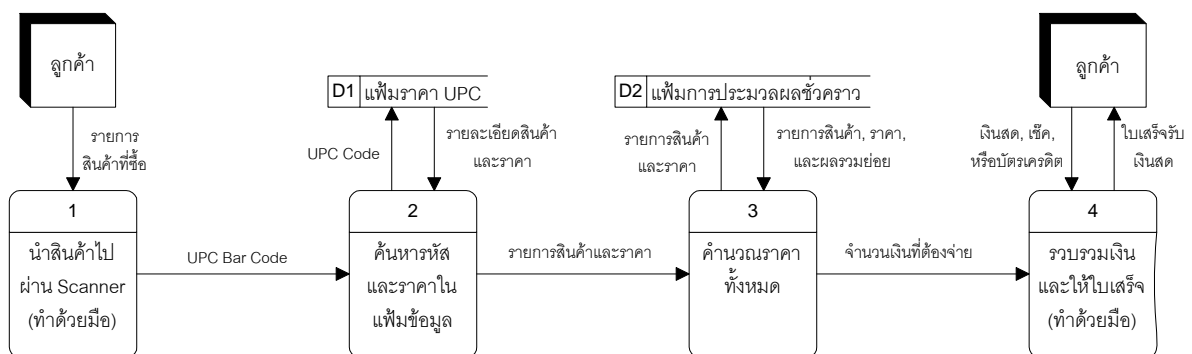 ลูกค้า
ลูกค้า
D1 แฟ้มราคา UPC
D2 แฟ้มการประมวลผลชั่วคราว
รายการ
สินค้าที่ซื้อ
UPC Code
รายละเอียดสินค้า
และราคา
รายการสินค้า
และราคา
รายการสินค้า, ราคา,
และผลรวมย่อย
เงินสด, เช๊ค,
หรือบัตรเครดิต
ใบเสร็จรับ
เงินสด
1
นำสินค้าไป
ผ่าน Scanner
(ทำด้วยมือ)
UPC Bar Code
2
ค้นหารหัส
และราคาใน
แฟ้มข้อมูล
รายการสินค้าและราคา
3
คำนวณราคา
ทั้งหมด
จำนวนเงินที่ต้องจ่าย
4
รวบรวมเงิน
และให้ใบเสร็จ
(ทำด้วยมือ)